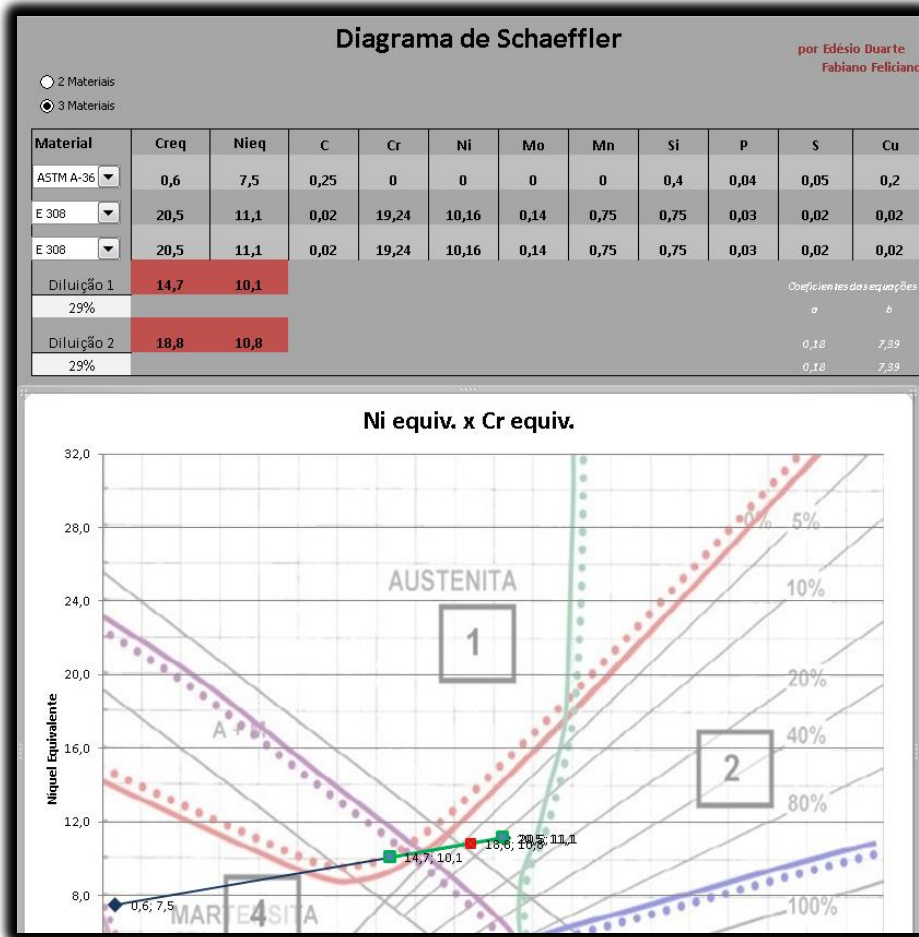 Diagrama de Schaeffler
por Edésio Duarte
Fabiano Feliciano
2 Materiais
3 Materiais
Material Creq Nieq C Cr Ni Mo Mn Si P S Cu
ASTM A-36 0,6 7,5 0,25 0 0 0 0 0,4 0,04 0,05 0,2
E 308 20,5 11,1 0,02 19,24 10,16 0,14 0,75 0,75 0,03 0,02 0,02
E 308 20,5 11,1 0,02 19,24 10,16 0,14 0,75 0,75 0,03 0,02 0,02
Diluição 1 14,7 10,1 Coeficientes das equações
29% a b
Diluição 2 18,8 10,8 0,18 7,39
29% 0,18 7,39
Ni equiv. x Cr equiv.
32,0
28,0
24,0
20,0
16,0
12,0
8,0
Níquel Equivalente
0% 5%
AUSTENITA
10%
1
20%
A + M
40%
2
80%
20,5; 11,1
18,8; 10,8
14,7; 10,1
0,6; 7,5
MARTENSITA
4
100%